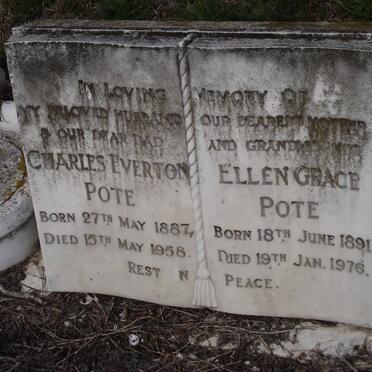 IN LOVING MEMORY OF
MY BELOVED HUSBAND
& OUR DEAR DAD
CHARLES EVERTON
POTE
BORN 27TH MAY 1887,
DIED 15TH MAY 1958.
OUR DEAREST MOTHER
AND GRANDMOTHER
ELLEN GRACE
POTE
BORN 18TH JUNE 1891
DIED 19TH JAN. 1976.
REST IN PEACE.